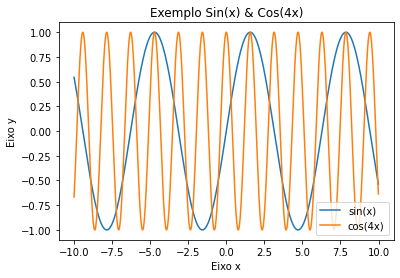 Exemplo Sin(x) & Cos(4x)
1.00
0.75
0.50
0.25
0.00
−0.25
−0.50
−0.75
−1.00
Eixo y
−10.0 −7.5 −5.0 −2.5 0.0 2.5 5.0 7.5 10.0
Eixo x
sin(x)
cos(4x)